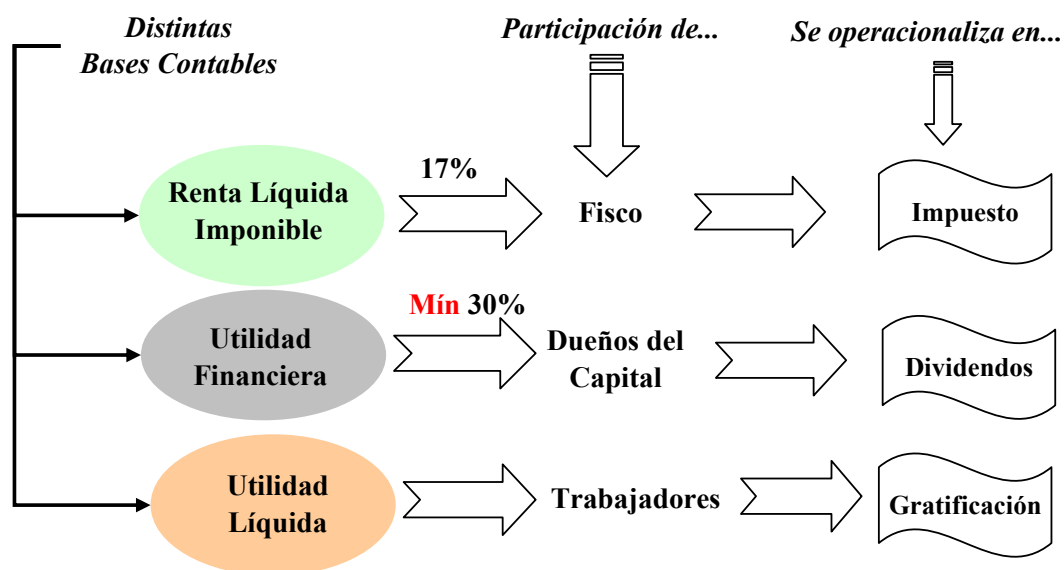 Distintas
Bases Contables
Participación de...
Se operacionaliza en...
17%
Renta Líquida
Imponible
Fisco
Impuesto
Mín 30%
Utilidad
Financiera
Dueños del
Capital
Dividendos
Utilidad
Líquida
Trabajadores
Gratificación